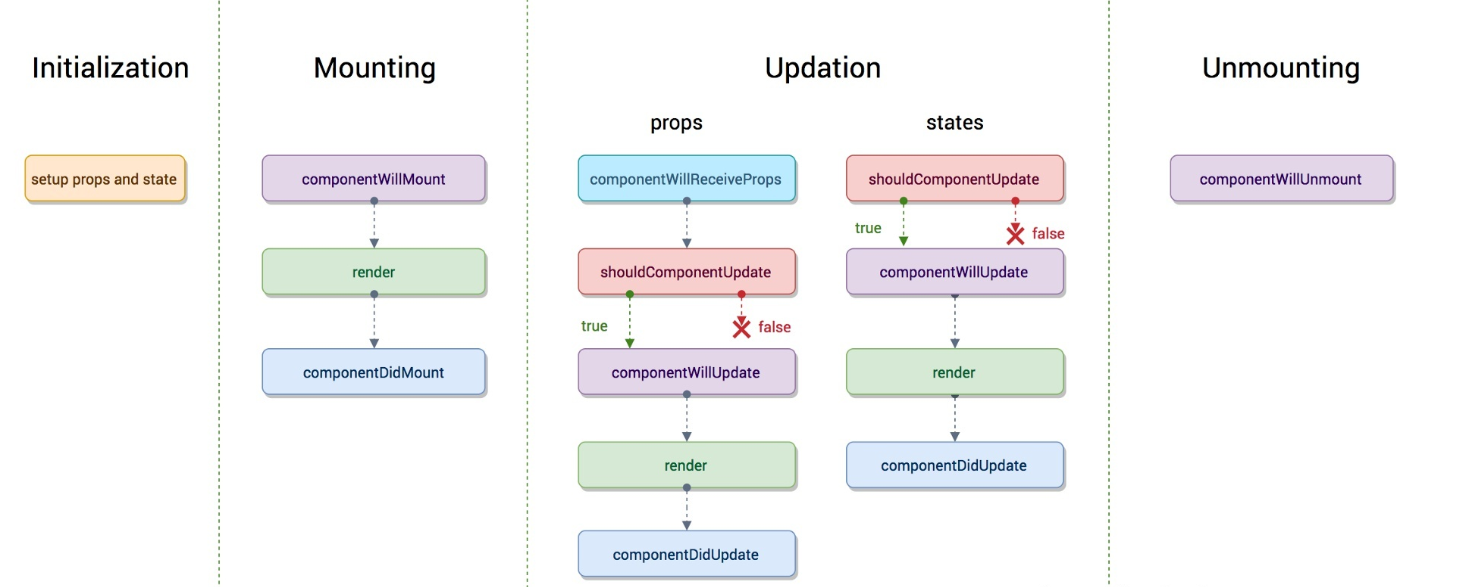 Initialization
setup props and state
Mounting
componentWillMount
render
componentDidMount
Updation
props
componentWillReceiveProps
shouldComponentUpdate
true
false
componentWillUpdate
render
componentDidUpdate
states
shouldComponentUpdate
true
false
componentWillUpdate
render
componentDidUpdate
Unmounting
componentWillUnmount